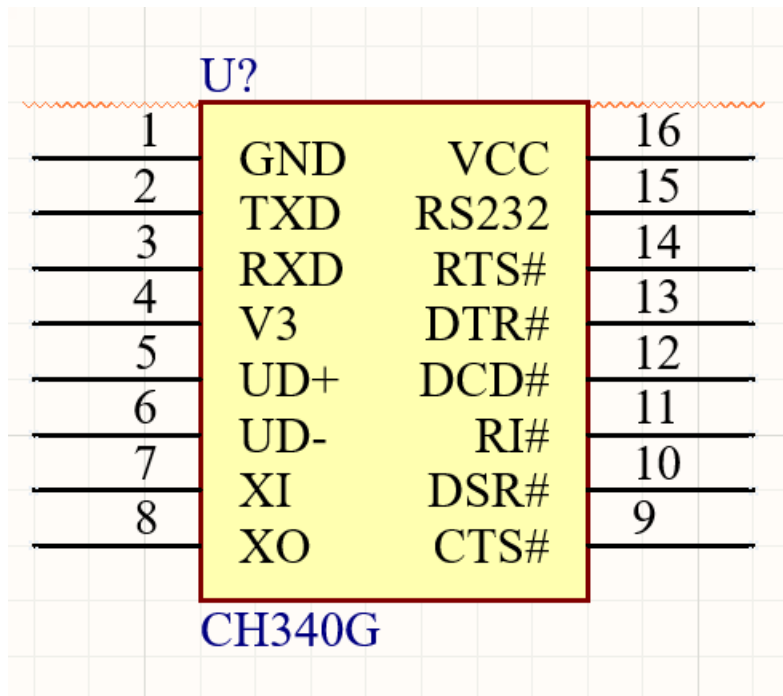 U?
1 GND VCC 16
2 TXD RS232 15
3 RXD RTS# 14
4 V3 DTR# 13
5 UD+ DCD# 12
6 UD- RI# 11
7 XI DSR# 10
8 XO CTS# 9
CH340G